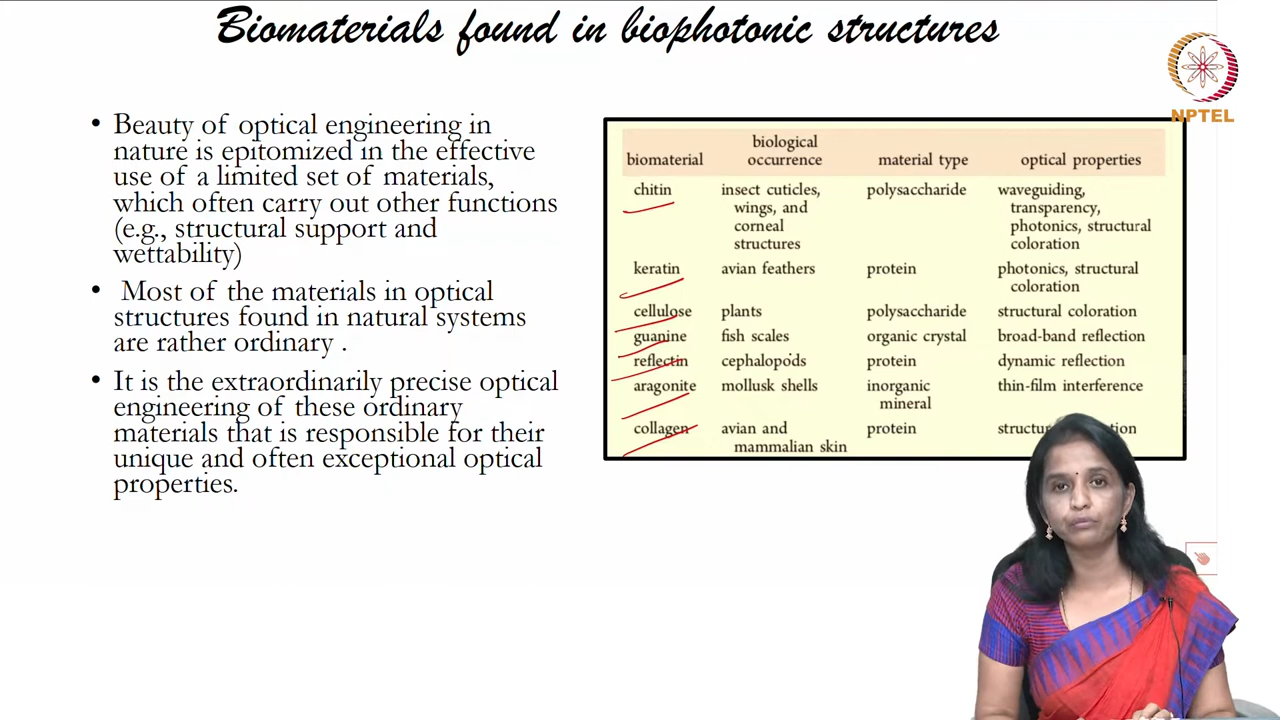 Biomaterials found in biophotonic structures
NPTEL
• Beauty of optical engineering in
nature is epitomized in the effective
use of a limited set of materials,
which often carry out other functions
(e.g., structural support and
wettability)
• Most of the materials in optical
structures found in natural systems
are rather ordinary .
• It is the extraordinarily precise optical
engineering of these ordinary
materials that is responsible for their
unique and often exceptional optical
properties.
biomaterial biological occurrence material type optical properties
chitin insect cuticles, polysaccharide waveguiding,
wings, and transparency,
corneal photonics, structural
structures coloration
keratin avian feathers protein photonics, structural
coloration
cellulose plants polysaccharide structural coloration
guanine fish scales organic crystal broad-band reflection
reflectin cephalopods protein dynamic reflection
aragonite mollusk shells inorganic thin-film interference
mineral
collagen avian and protein
mammalian skin